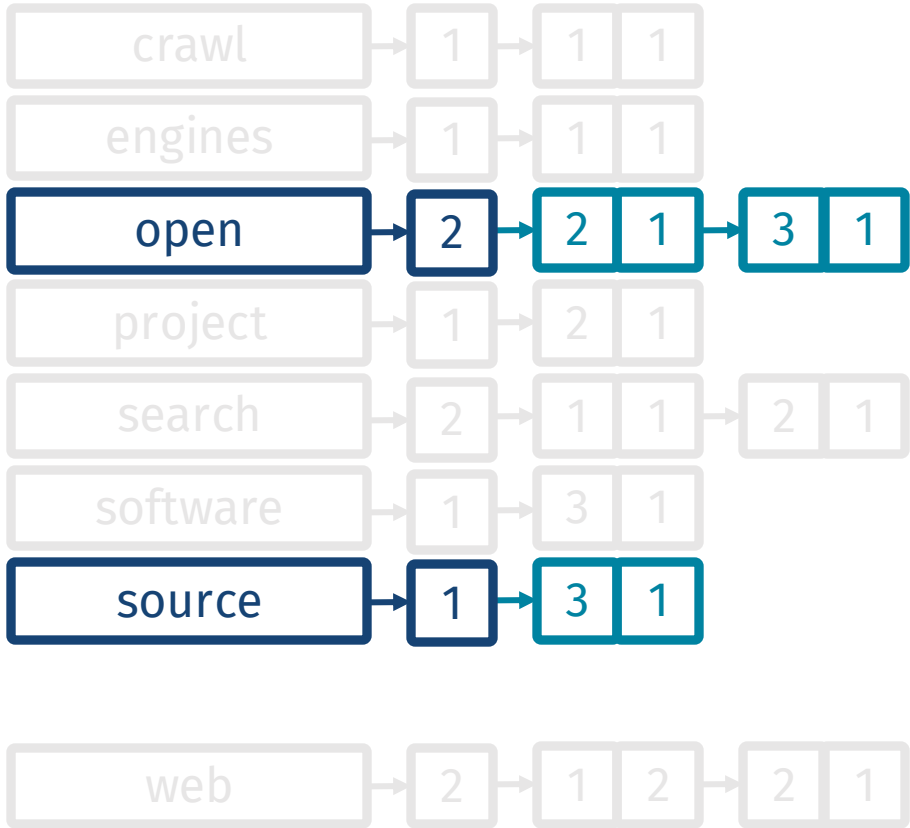 crawl 1 1 1
engines 1 1 1
open 2 2 1 3 1
project 1 2 1
search 2 1 1 2 1
software 1 3 1
source 1 3 1
web 2 1 2 2 1